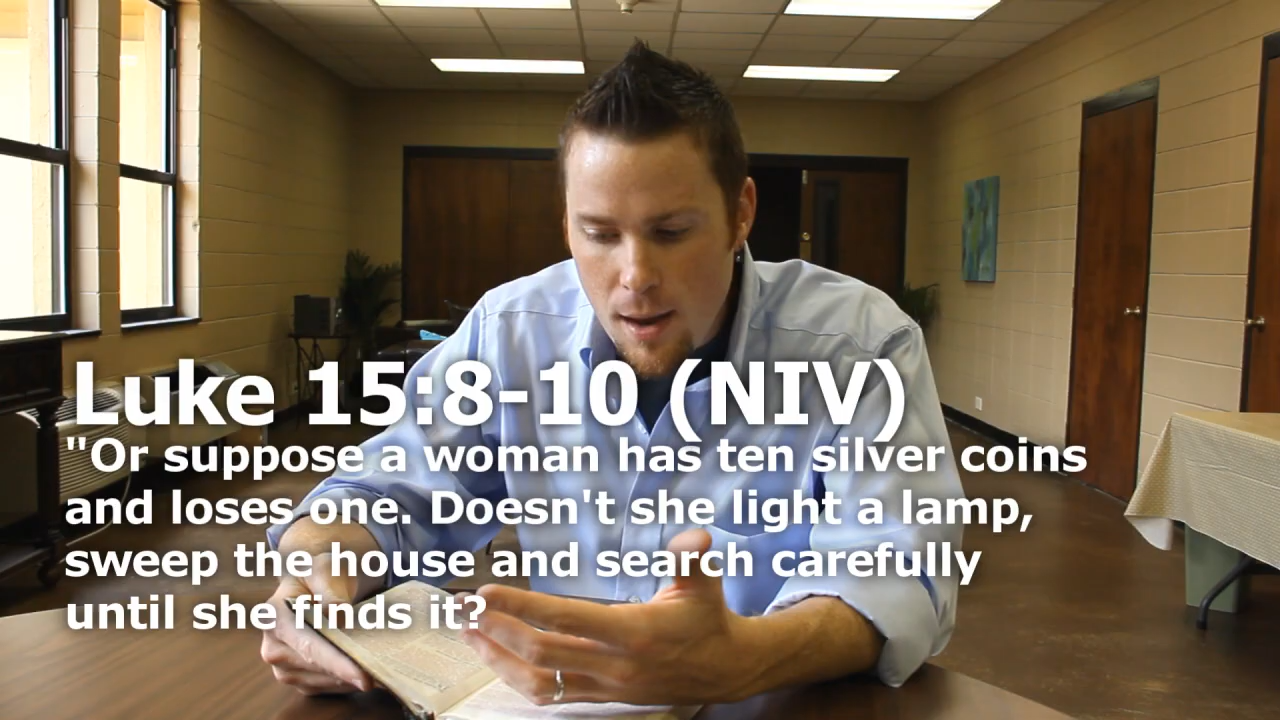 Luke 15:8-10 (NIV)
"Or suppose a woman has ten silver coins
and loses one. Doesn't she light a lamp,
sweep the house and search carefully
until she finds it?